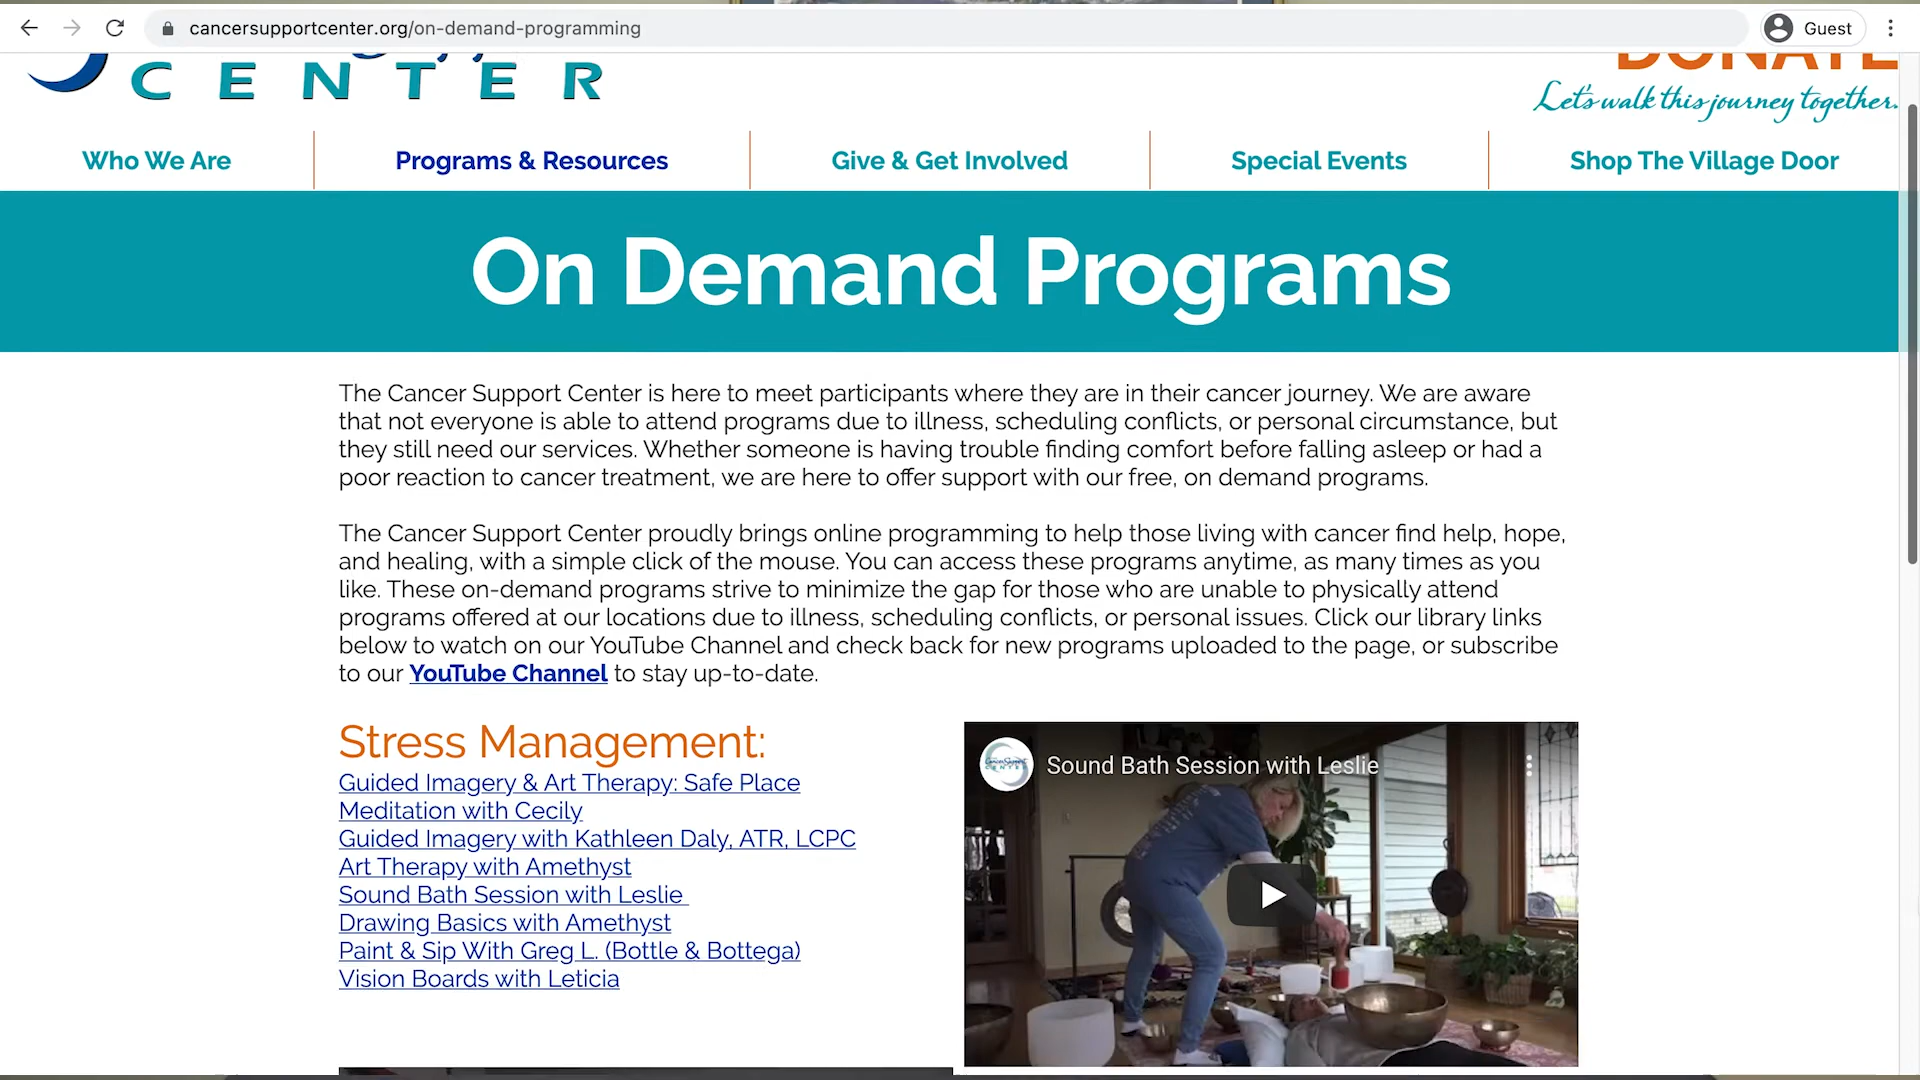 cancersupportcenter.org/on-demand-programming
Guest
CENTER
DONATE
Let's walk this journey together.
Who We Are
Programs & Resources
Give & Get Involved
Special Events
Shop The Village Door
On Demand Programs
The Cancer Support Center is here to meet participants where they are in their cancer journey. We are aware
that not everyone is able to attend programs due to illness, scheduling conflicts, or personal circumstance, but
they still need our services. Whether someone is having trouble finding comfort before falling asleep or had a
poor reaction to cancer treatment, we are here to offer support with our free, on demand programs.
The Cancer Support Center proudly brings online programming to help those living with cancer find help, hope,
and healing, with a simple click of the mouse. You can access these programs anytime, as many times as you
like. These on-demand programs strive to minimize the gap for those who are unable to physically attend
programs offered at our locations due to illness, scheduling conflicts, or personal issues. Click our library links
below to watch on our YouTube Channel and check back for new programs uploaded to the page, or subscribe
to our YouTube Channel to stay up-to-date.
Stress Management:
Guided Imagery & Art Therapy: Safe Place
Meditation with Cecily
Guided Imagery with Kathleen Daly, ATR, LCPC
Art Therapy with Amethyst
Sound Bath Session with Leslie
Drawing Basics with Amethyst
Paint & Sip With Greg L. (Bottle & Bottega)
Vision Boards with Leticia
Sound Bath Session with Leslie